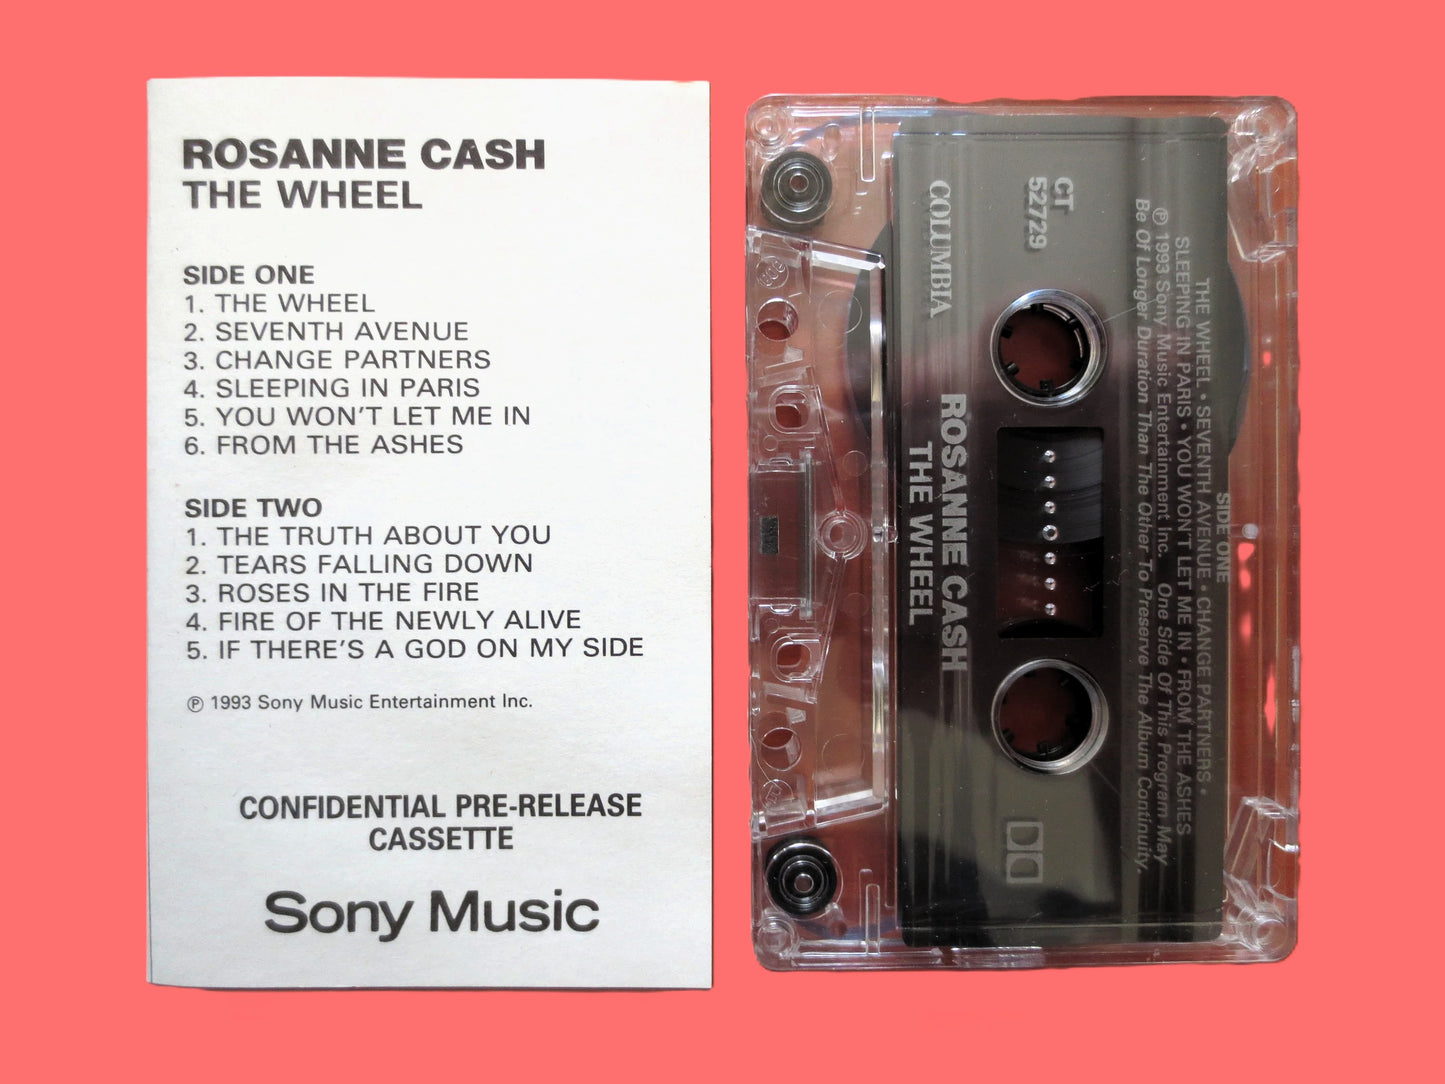 ROSANNE CASH
THE WHEEL
SIDE ONE
1. THE WHEEL
2. SEVENTH AVENUE
3. CHANGE PARTNERS
4. SLEEPING IN PARIS
5. YOU WON'T LET ME IN
6. FROM THE ASHES
SIDE TWO
1. THE TRUTH ABOUT YOU
2. TEARS FALLING DOWN
3. ROSES IN THE FIRE
4. FIRE OF THE NEWLY ALIVE
5. IF THERE'S A GOD ON MY SIDE
℗ 1993 Sony Music Entertainment Inc.
CONFIDENTIAL PRE-RELEASE
CASSETTE
Sony Music
SIDE ONE
THE WHEEL • SEVENTH AVENUE • CHANGE PARTNERS •
SLEEPING IN PARIS • YOU WON'T LET ME IN • FROM THE ASHES
℗ 1993 Sony Music Entertainment Inc. One Side Of This Program May
Be Of Longer Duration Than The Other To Preserve The Album Continuity.
CT
52729
COLUMBIA
ROSANNE CASH
THE WHEEL